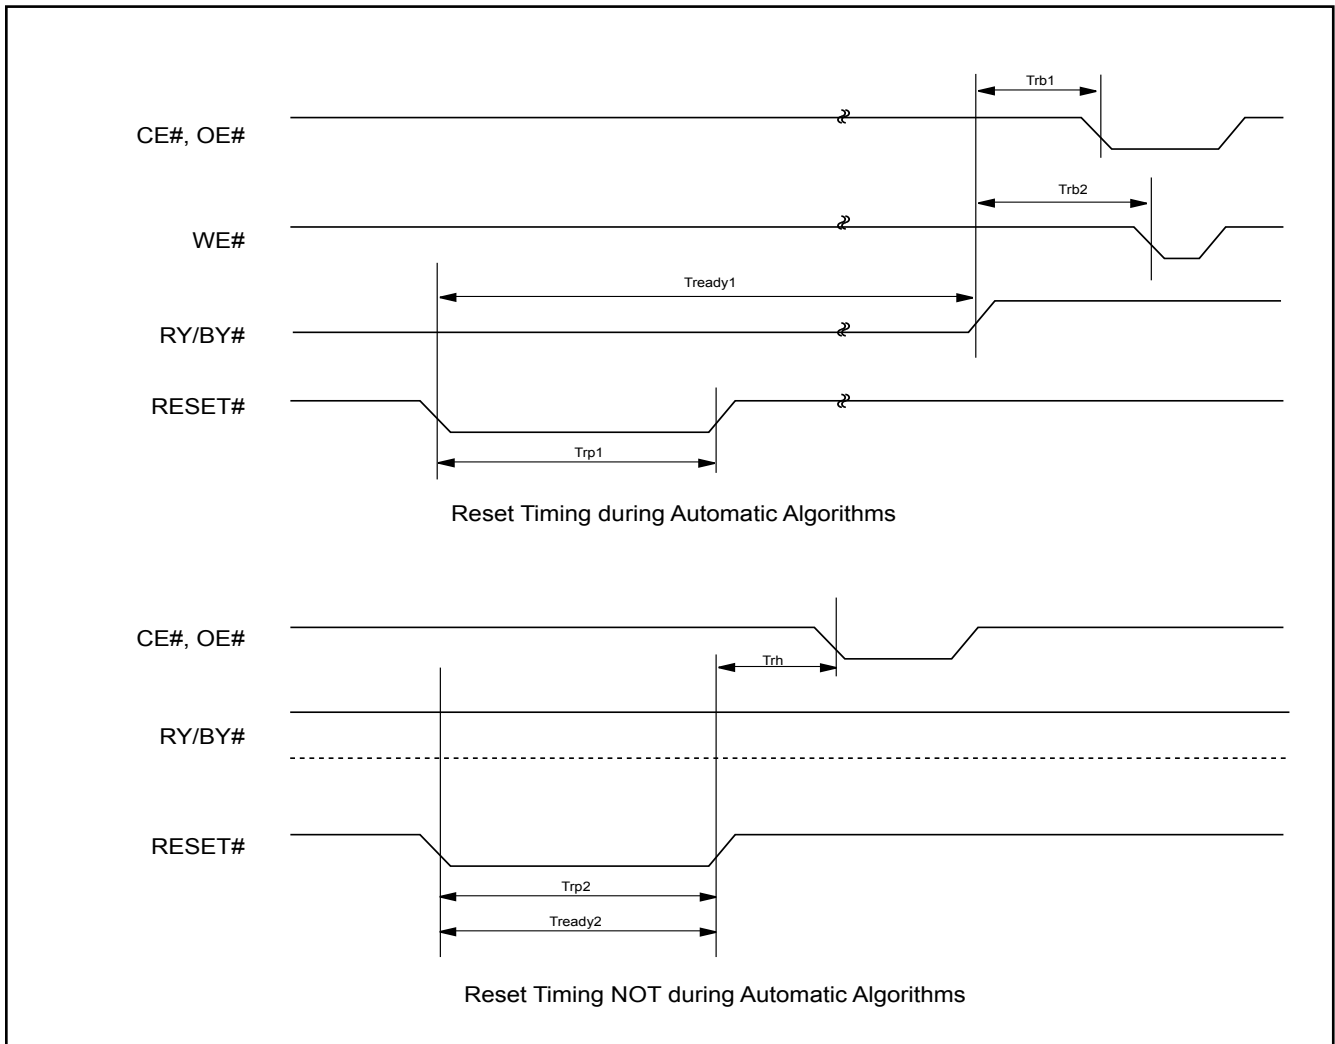 Trb1
CE#, OE#
Trb2
WE#
Tready1
RY/BY#
RESET#
Trp1
Reset Timing during Automatic Algorithms
CE#, OE#
Trh
RY/BY#
RESET#
Trp2
Tready2
Reset Timing NOT during Automatic Algorithms